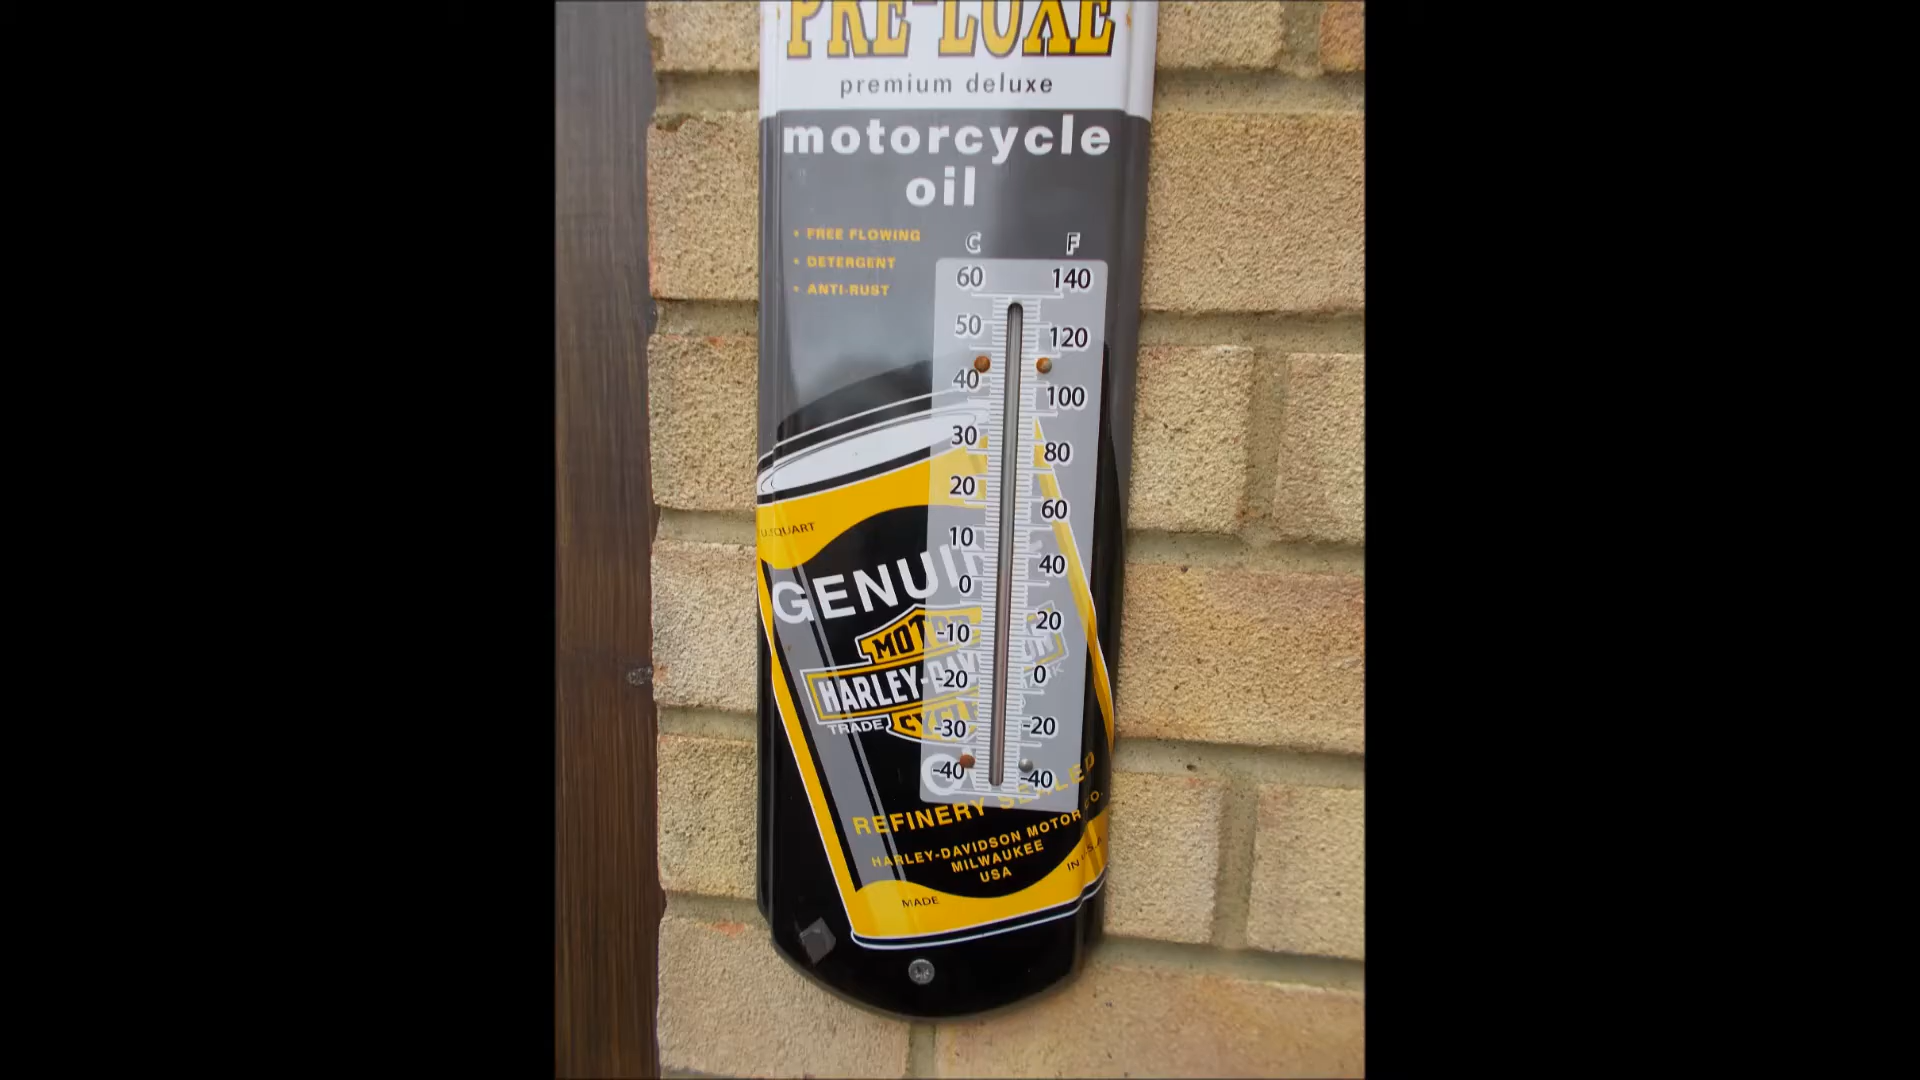 PRE-LUXE
premium deluxe
motorcycle
oil
• FREE FLOWING
• DETERGENT
• ANTI-RUST
C F
60 140
50 120
40 100
30 80
20 60
10 40
0 20
-10 0
-20 -20
-30 -40
-40
QUART
GENUI
MOTOR
HARLEY-DAVI
CYCL
TRADE
REFINERY SEALED
HARLEY-DAVIDSON MOTOR CO.
MILWAUKEE
USA
MADE IN U.S.A.